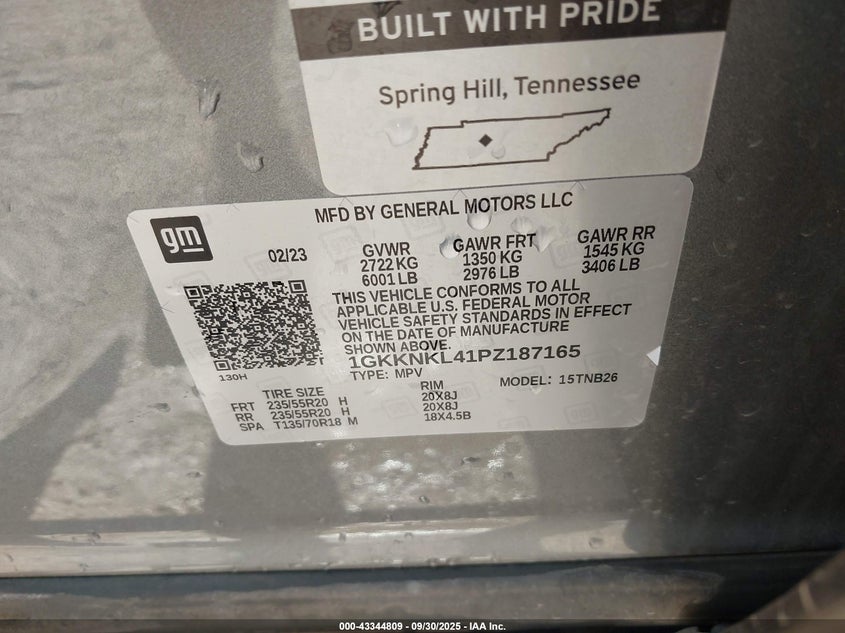 BUILT WITH PRIDE
Spring Hill, Tennessee
gm
MFD BY GENERAL MOTORS LLC
02/23
GVWR
2722 KG
6001 LB
GAWR FRT
1350 KG
2976 LB
GAWR RR
1545 KG
3406 LB
THIS VEHICLE CONFORMS TO ALL
APPLICABLE U.S. FEDERAL MOTOR
VEHICLE SAFETY STANDARDS IN EFFECT
ON THE DATE OF MANUFACTURE
SHOWN ABOVE.
1GKKNKL41PZ187165
130H
TYPE: MPV
MODEL: 15TNB26
TIRE SIZE RIM
FRT 235/55R20 H 20X8J
RR 235/55R20 H 20X8J
SPA T135/70R18 M 18X4.5B
000-43344809 - 09/30/2025 - IAA Inc.